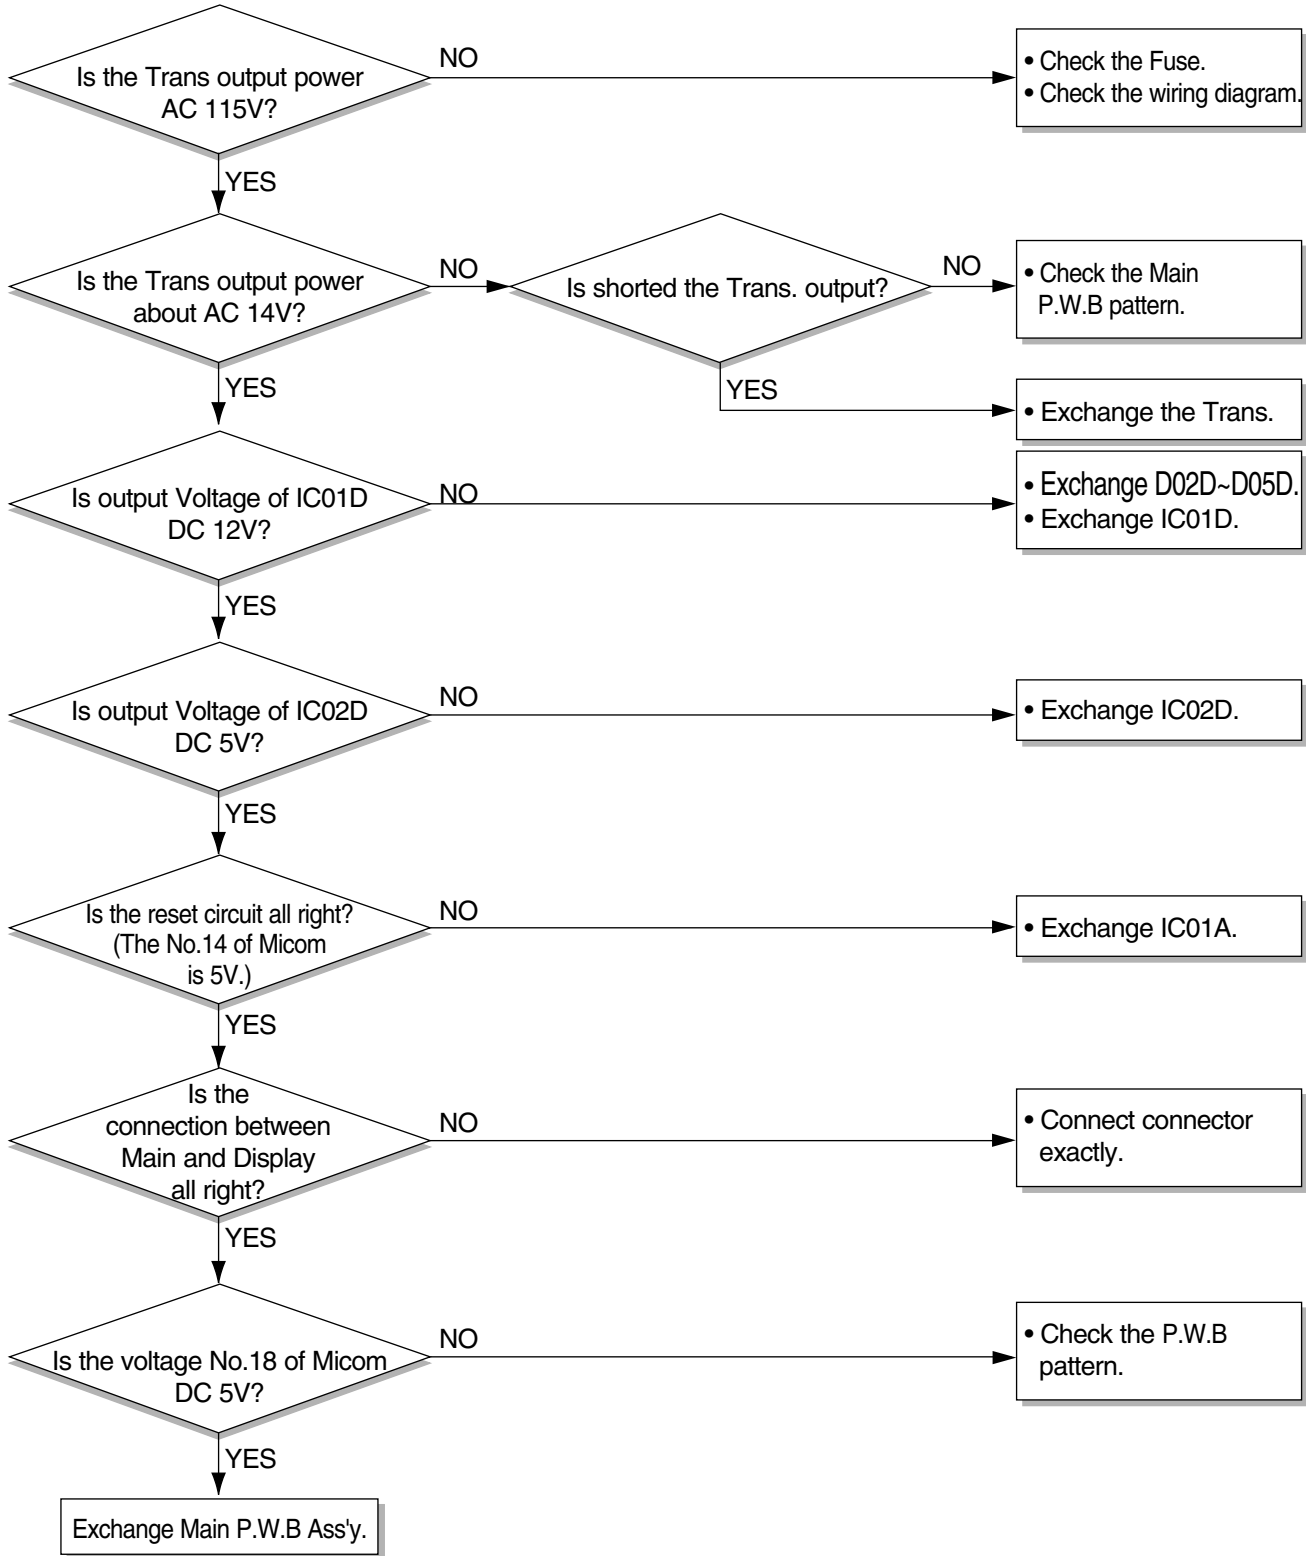 Is the Trans output power
AC 115V?
NO
• Check the Fuse.
• Check the wiring diagram.
YES
Is the Trans output power
about AC 14V?
NO
Is shorted the Trans. output?
NO
• Check the Main
P.W.B pattern.
YES
YES
• Exchange the Trans.
Is output Voltage of IC01D
DC 12V?
NO
• Exchange D02D~D05D.
• Exchange IC01D.
YES
Is output Voltage of IC02D
DC 5V?
NO
• Exchange IC02D.
YES
Is the reset circuit all right?
(The No.14 of Micom
is 5V.)
NO
• Exchange IC01A.
YES
Is the
connection between
Main and Display
all right?
NO
• Connect connector
exactly.
YES
Is the voltage No.18 of Micom
DC 5V?
NO
• Check the P.W.B
pattern.
YES
Exchange Main P.W.B Ass'y.